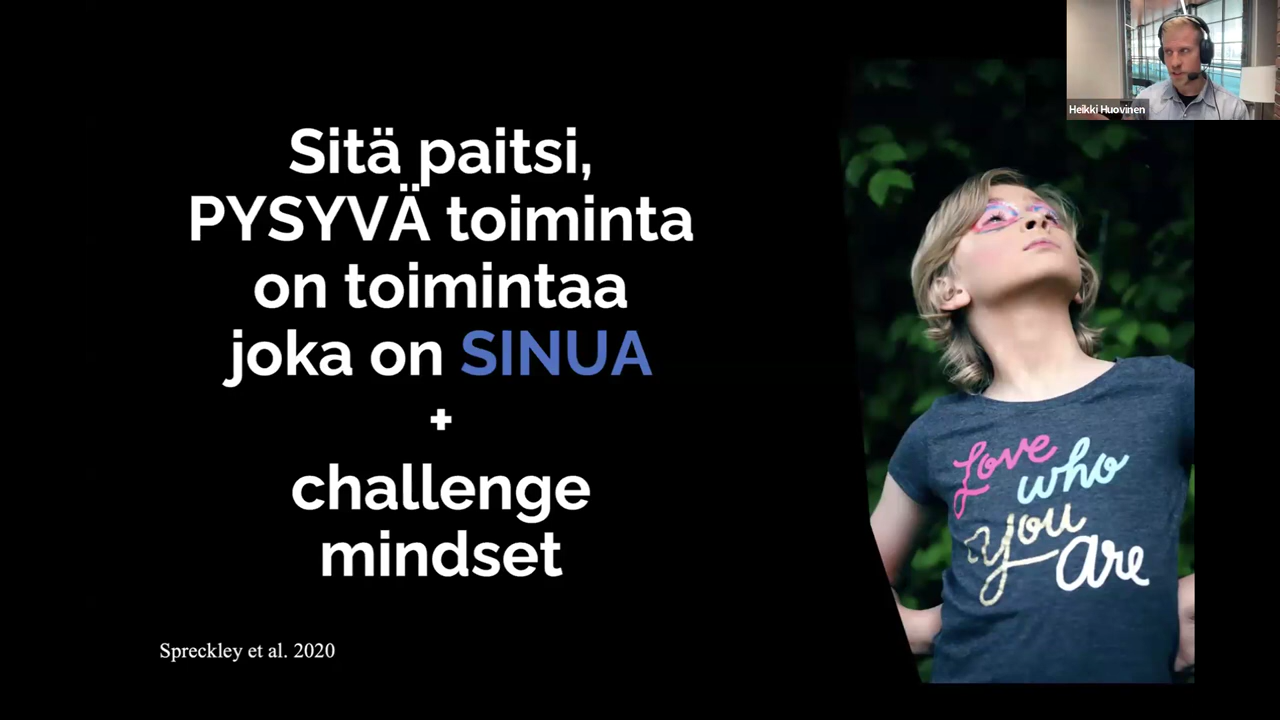 Heikki Huovinen
Sitä paitsi,
PYSYVÄ toiminta
on toimintaa
joka on SINUA
+
challenge
mindset
Love
who
you
Are
Spreckley et al. 2020